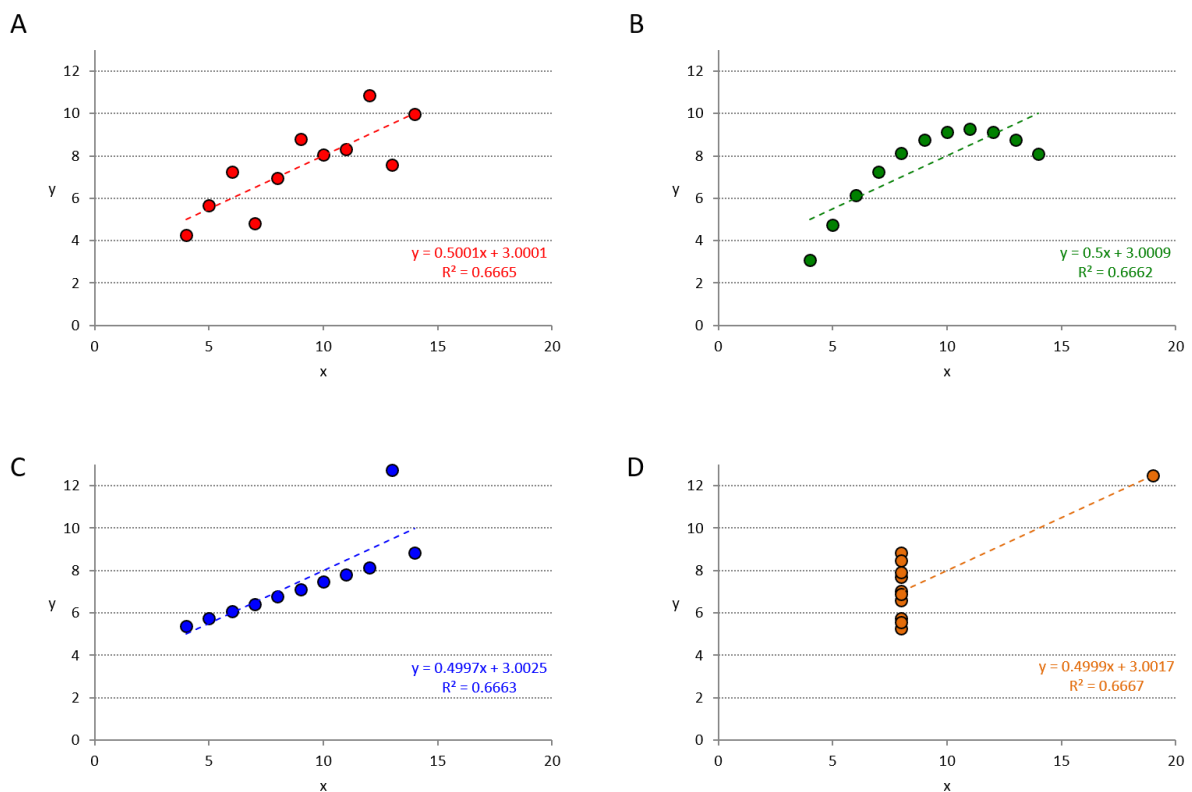 A
12
10
8
y
6
4
y = 0.5001x + 3.0001
R² = 0.6665
2
0
0 5 10 15 20
x
B
12
10
8
y
6
4
y = 0.5x + 3.0009
R² = 0.6662
2
0
0 5 10 15 20
x
C
12
10
8
y
6
4
y = 0.4997x + 3.0025
R² = 0.6663
2
0
0 5 10 15 20
x
D
12
10
8
y
6
4
y = 0.4999x + 3.0017
R² = 0.6667
2
0
0 5 10 15 20
x